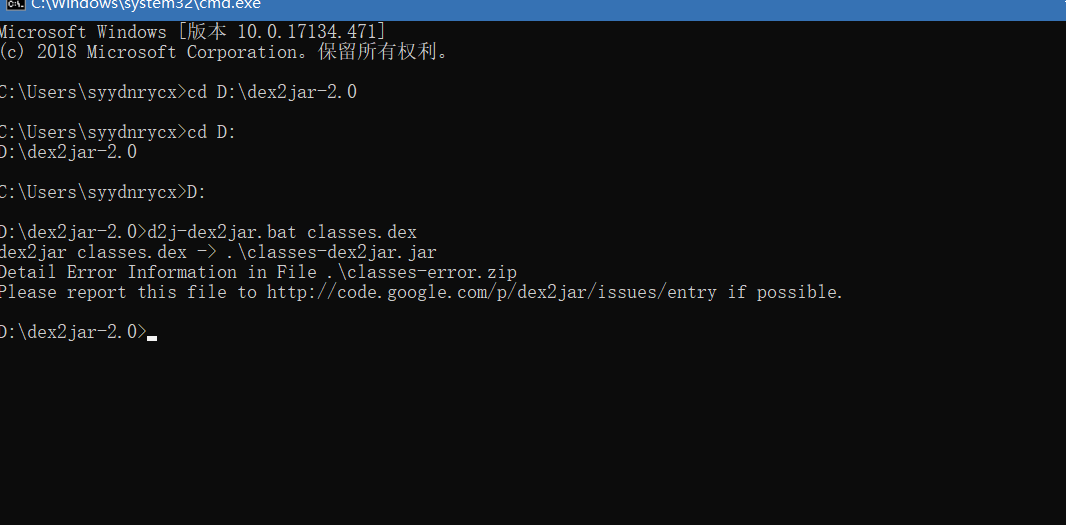 C:\Windows\system32\cmd.exe
Microsoft Windows [版本 10.0.17134.471]
(c) 2018 Microsoft Corporation。保留所有权利。
C:\Users\syydnrycx>cd D:\dex2jar-2.0
C:\Users\syydnrycx>cd D:
D:\dex2jar-2.0
C:\Users\syydnrycx>D:
D:\dex2jar-2.0>d2j-dex2jar.bat classes.dex
dex2jar classes.dex -> .\classes-dex2jar.jar
Detail Error Information in File .\classes-error.zip
Please report this file to http://code.google.com/p/dex2jar/issues/entry if possible.
D:\dex2jar-2.0>